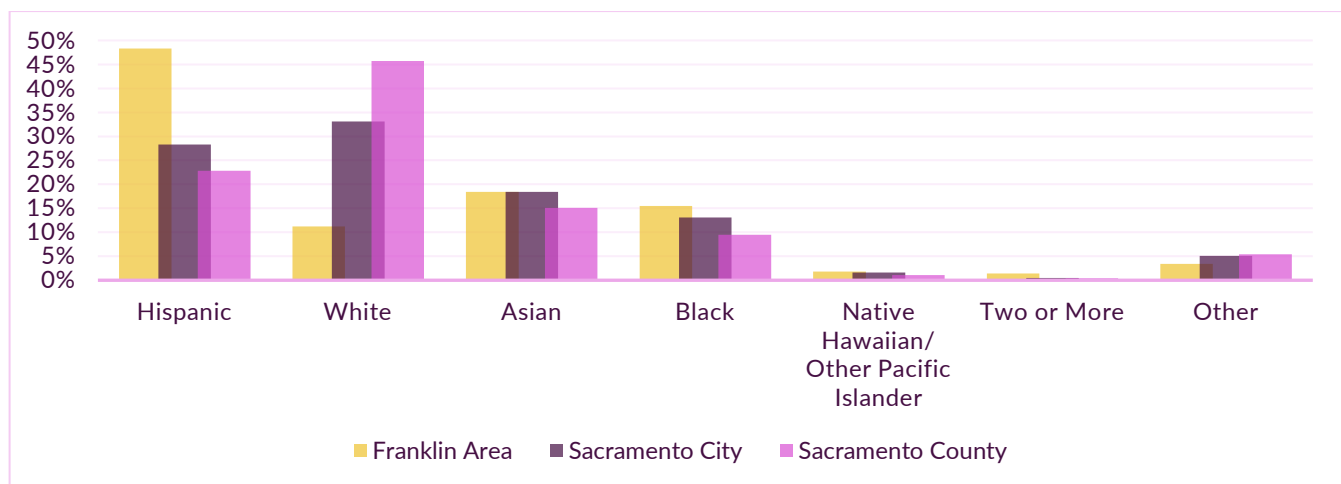 50%
45%
40%
35%
30%
25%
20%
15%
10%
5%
0%
Hispanic
White
Asian
Black
Native
Hawaiian/
Other Pacific
Islander
Two or More
Other
Franklin Area
Sacramento City
Sacramento County